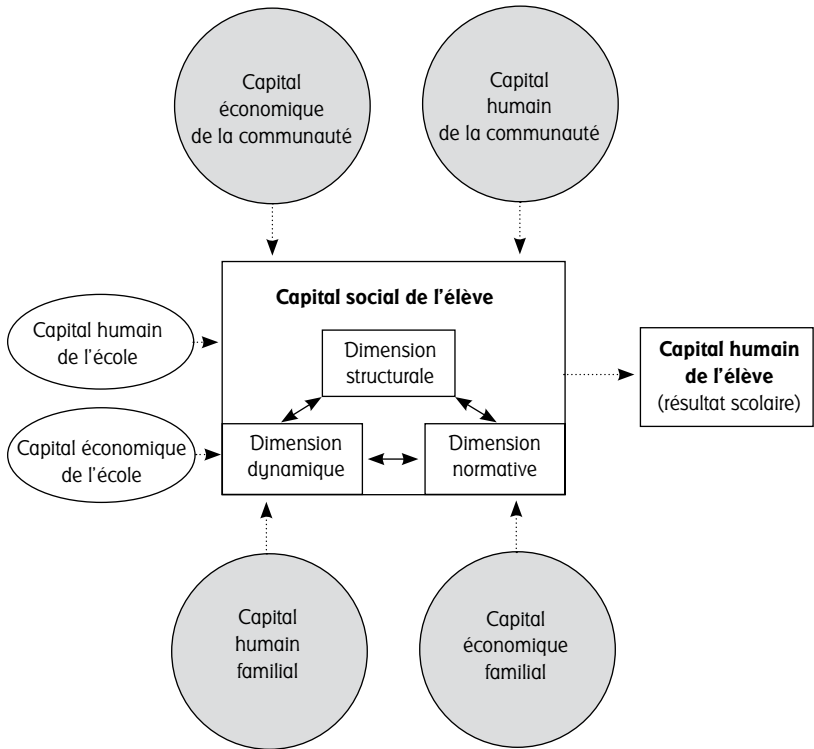 Capital
économique
de la communauté
Capital
humain
de la communauté
Capital social de l'élève
Capital humain
de l'école
Dimension
structurale
Capital humain
de l'élève
(résultat scolaire)
Capital économique
de l'école
Dimension
dynamique
Dimension
normative
Capital
humain
familial
Capital
économique
familial